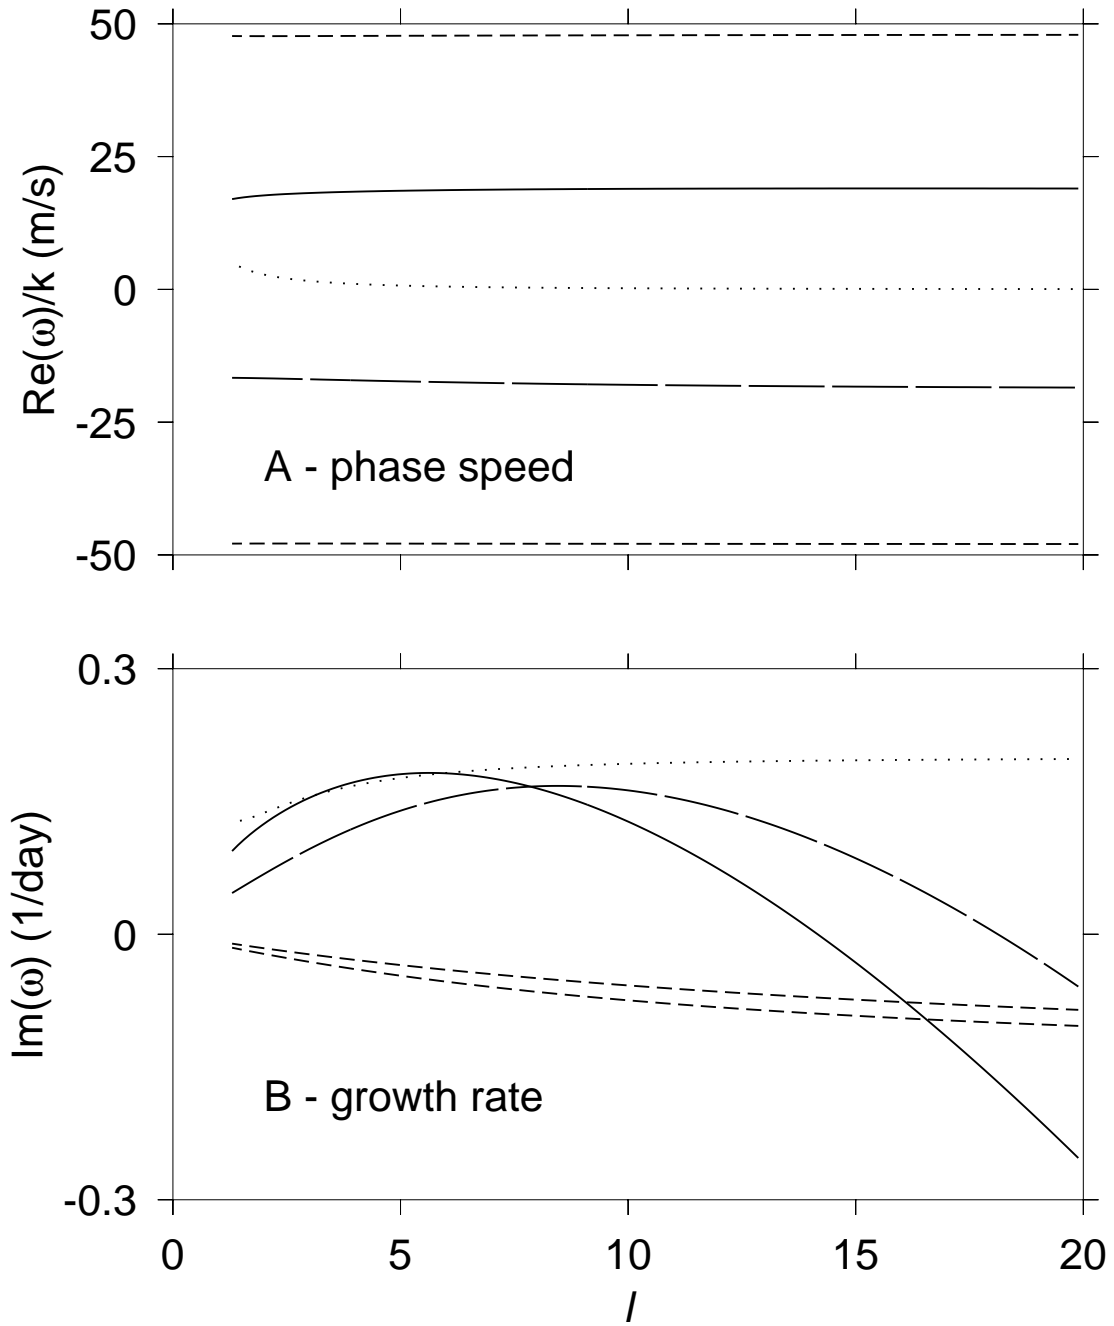 50
25
0
-25
-50
Re(ω)/k (m/s)
A - phase speed
0.3
0
-0.3
Im(ω) (1/day)
B - growth rate
0 5 10 15 20
l